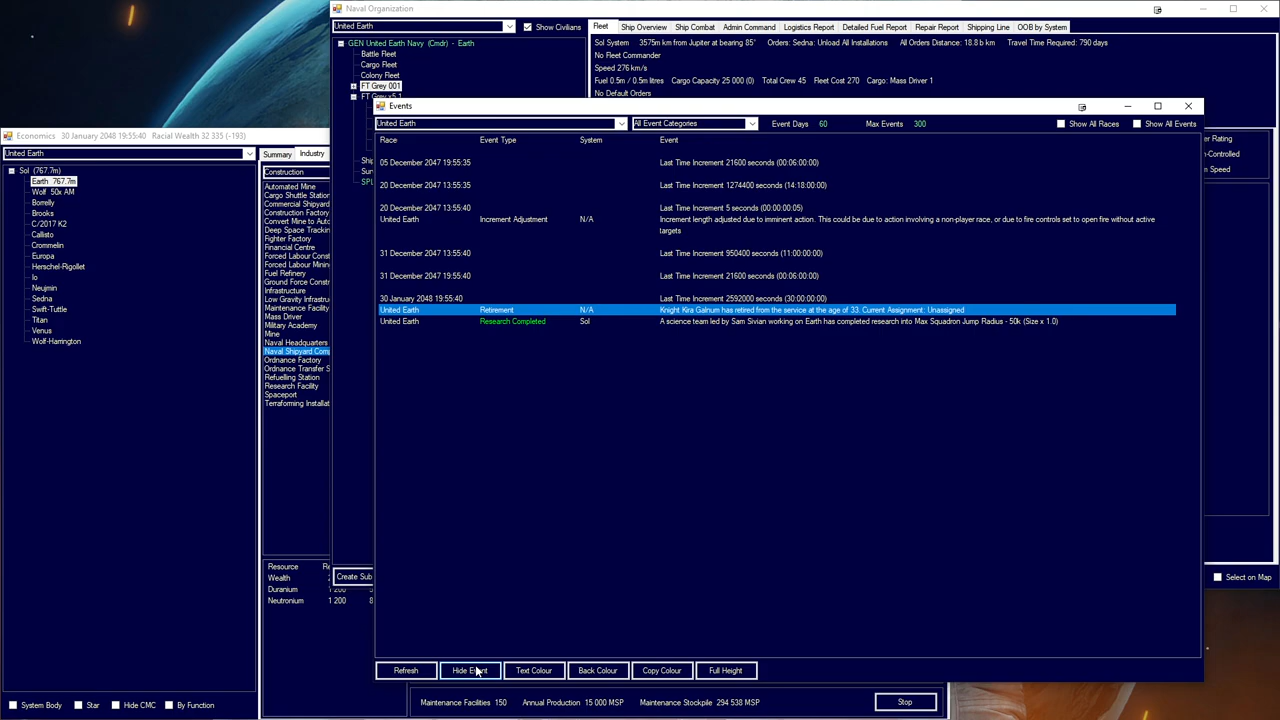 Naval Organization
United Earth
Show Civilians
Fleet
Ship Overview
Ship Combat
Admin Command
Logistics Report
Detailed Fuel Report
Repair Report
Shipping Line
OOB by System
GEN United Earth Navy (Cmdr) - Earth
Battle Fleet
Cargo Fleet
Colony Fleet
FT Grey 001
FT Grey x5 1
Sol System 3575m km from Jupiter at bearing 85° Orders: Sedna: Unload All Installations All Orders Distance: 18.8 b km Travel Time Required: 790 days
No Fleet Commander
Speed 276 km/s
Fuel 0.5m / 0.5m litres Cargo Capacity 25 000 (0) Total Crew 45 Fleet Cost 270 Cargo: Mass Driver 1
No Default Orders
Economics 30 January 2048 19:55:40 Racial Wealth 32 335 (-193)
United Earth
Summary
Industry
Sol (767.7m)
Earth 767.7m
Wolf 50x AM
Borrelly
Brooks
C/2017 K2
Callisto
Crommelin
Europa
Herschel-Rigollet
Io
Neujmin
Sedna
Swift-Tuttle
Titan
Venus
Wolf-Harrington
Construction
Automated Mine
Cargo Shuttle Station
Commercial Shipyard
Construction Factory
Convert Mine to Auto
Deep Space Trackin
Fighter Factory
Financial Centre
Forced Labour Const
Forced Labour Minin
Fuel Refinery
Ground Force Constr
Infrastructure
Low Gravity Infrastru
Maintenance Facility
Mass Driver
Military Academy
Mine
Naval Headquarters
Naval Shipyard Comp
Ordnance Factory
Ordnance Transfer S
Refuelling Station
Research Facility
Spaceport
Terraforming Installat
Resource
Wealth
Duranium 1 200
Neutronium 1 200 8
Ship
Sur
SPL
Create Sub
Events
United Earth
All Event Categories
Event Days 60
Max Events 300
Show All Races
Show All Events
Race Event Type System Event
05 December 2047 19:55:35 Last Time Increment 21600 seconds (00:06:00:00)
20 December 2047 13:55:35 Last Time Increment 1274400 seconds (14:18:00:00)
20 December 2047 13:55:40 Last Time Increment 5 seconds (00:00:00:05)
United Earth Increment Adjustment N/A Increment length adjusted due to imminent action. This could be due to action involving a non-player race, or due to fire controls set to open fire without active
targets
31 December 2047 13:55:40 Last Time Increment 950400 seconds (11:00:00:00)
31 December 2047 19:55:40 Last Time Increment 21600 seconds (00:06:00:00)
30 January 2048 19:55:40 Last Time Increment 2592000 seconds (30:00:00:00)
United Earth Retirement N/A Knight Kira Galnum has retired from the service at the age of 33. Current Assignment: Unassigned
United Earth Research Completed Sol A science team led by Sam Sivian working on Earth has completed research into Max Squadron Jump Radius - 50k (Size x 1.0)
Refresh
Hide Event
Text Colour
Back Colour
Copy Colour
Full Height
er Rating
n-Controlled
m Speed
Select on Map
System Body
Star
Hide CMC
By Function
Maintenance Facilities 150 Annual Production 15 000 MSP Maintenance Stockpile 294 538 MSP
Stop